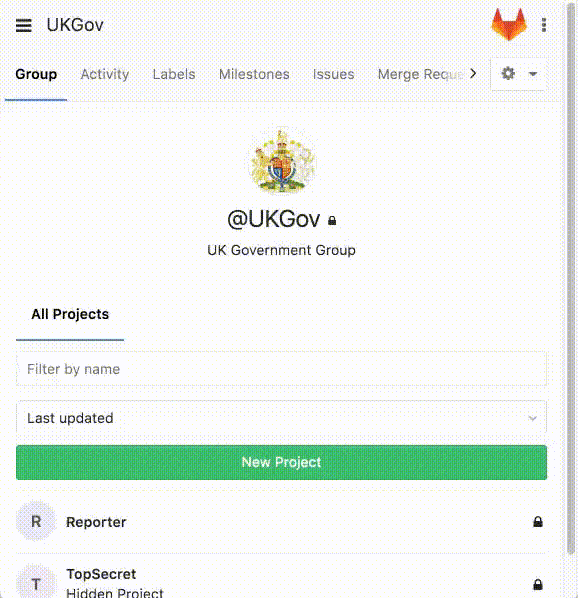 UKGov
Group Activity Labels Milestones Issues Merge Reque
@UKGov
UK Government Group
All Projects
Filter by name
Last updated
New Project
R Reporter
T TopSecret
Hidden Project